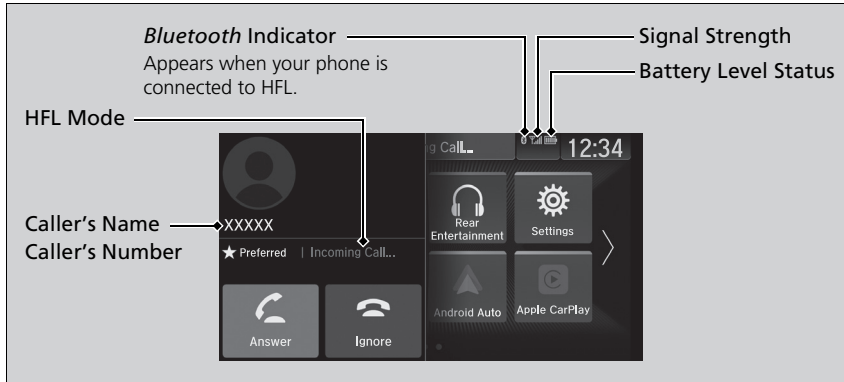 Bluetooth Indicator
Appears when your phone is
connected to HFL.
Signal Strength
Battery Level Status
HFL Mode
Caller's Name
Caller's Number
g Call...
12:34
XXXXX
Preferred | Incoming Call...
Answer
Ignore
Rear
Entertainment
Settings
Android Auto
Apple CarPlay